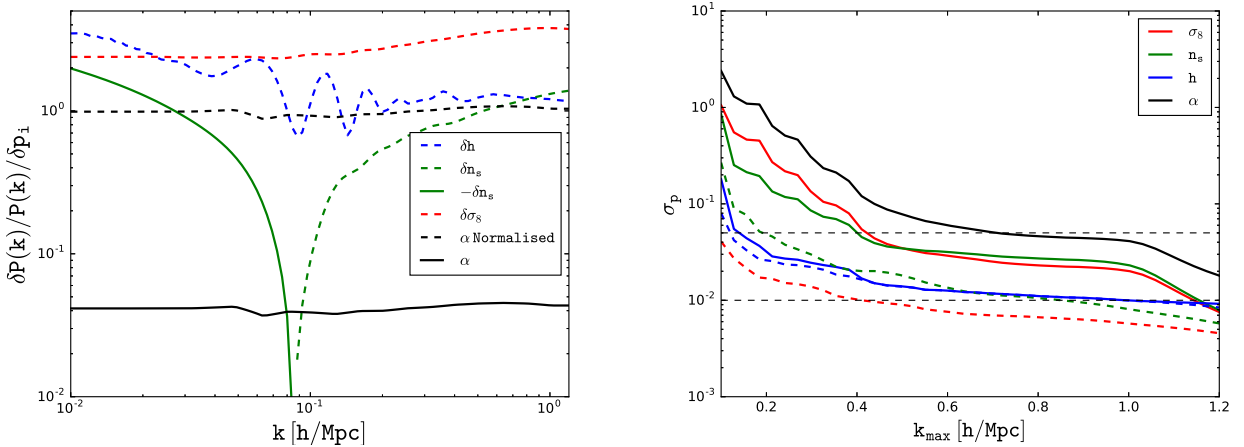 δP(k)/P(k)/δp_i
10^0
10^-1
10^-2
10^-2
10^-1
10^0
k [h/Mpc]
δh
δn_s
−δn_s
δσ_8
α Normalised
α
σ_p
10^1
10^0
10^-1
10^-2
10^-3
0.2
0.4
0.6
0.8
1.0
1.2
k_max [h/Mpc]
σ_8
n_s
h
α